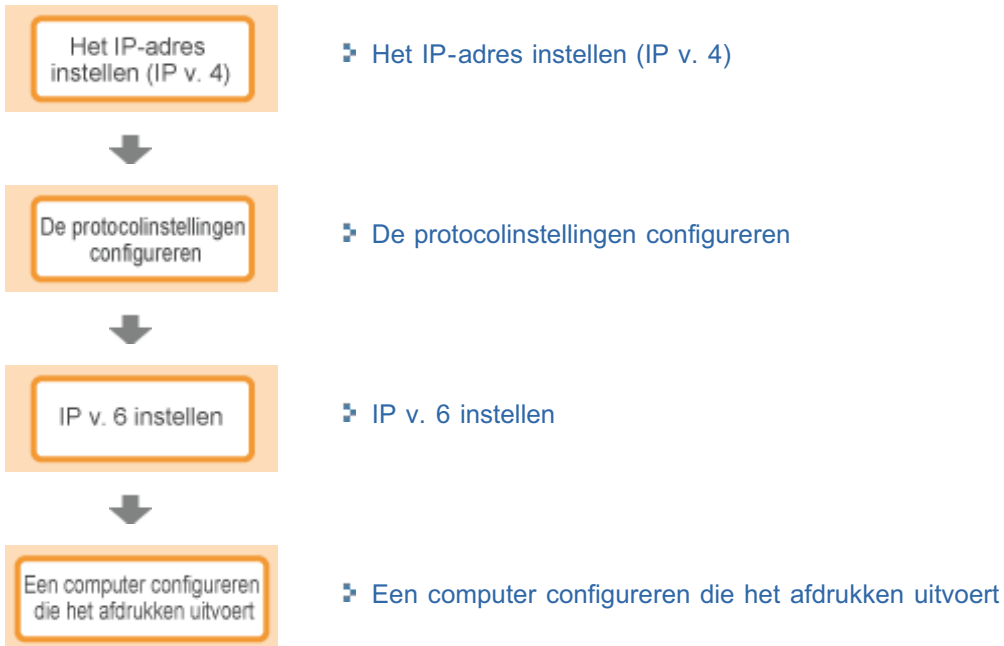 Het IP-adres
instellen (IP v. 4)
Het IP-adres instellen (IP v. 4)
De protocolinstellingen
configureren
De protocolinstellingen configureren
IP v. 6 instellen
IP v. 6 instellen
Een computer configureren
die het afdrukken uitvoert
Een computer configureren die het afdrukken uitvoert